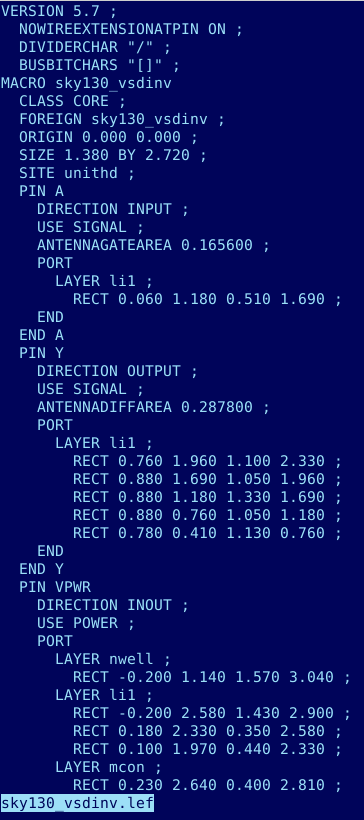 VERSION 5.7 ;
  NOWIREEXTENSIONATPIN ON ;
  DIVIDERCHAR "/" ;
  BUSBITCHARS "[]" ;
MACRO sky130_vsdinv
  CLASS CORE ;
  FOREIGN sky130_vsdinv ;
  ORIGIN 0.000 0.000 ;
  SIZE 1.380 BY 2.720 ;
  SITE unithd ;
  PIN A
    DIRECTION INPUT ;
    USE SIGNAL ;
    ANTENNAGATEAREA 0.165600 ;
    PORT
      LAYER li1 ;
        RECT 0.060 1.180 0.510 1.690 ;
    END
  END A
  PIN Y
    DIRECTION OUTPUT ;
    USE SIGNAL ;
    ANTENNADIFFAREA 0.287800 ;
    PORT
      LAYER li1 ;
        RECT 0.760 1.960 1.100 2.330 ;
        RECT 0.880 1.690 1.050 1.960 ;
        RECT 0.880 1.180 1.330 1.690 ;
        RECT 0.880 0.760 1.050 1.180 ;
        RECT 0.780 0.410 1.130 0.760 ;
    END
  END Y
  PIN VPWR
    DIRECTION INOUT ;
    USE POWER ;
    PORT
      LAYER nwell ;
        RECT -0.200 1.140 1.570 3.040 ;
      LAYER li1 ;
        RECT -0.200 2.580 1.430 2.900 ;
        RECT 0.180 2.330 0.350 2.580 ;
        RECT 0.100 1.970 0.440 2.330 ;
      LAYER mcon ;
        RECT 0.230 2.640 0.400 2.810 ;
sky130_vsdinv.lef